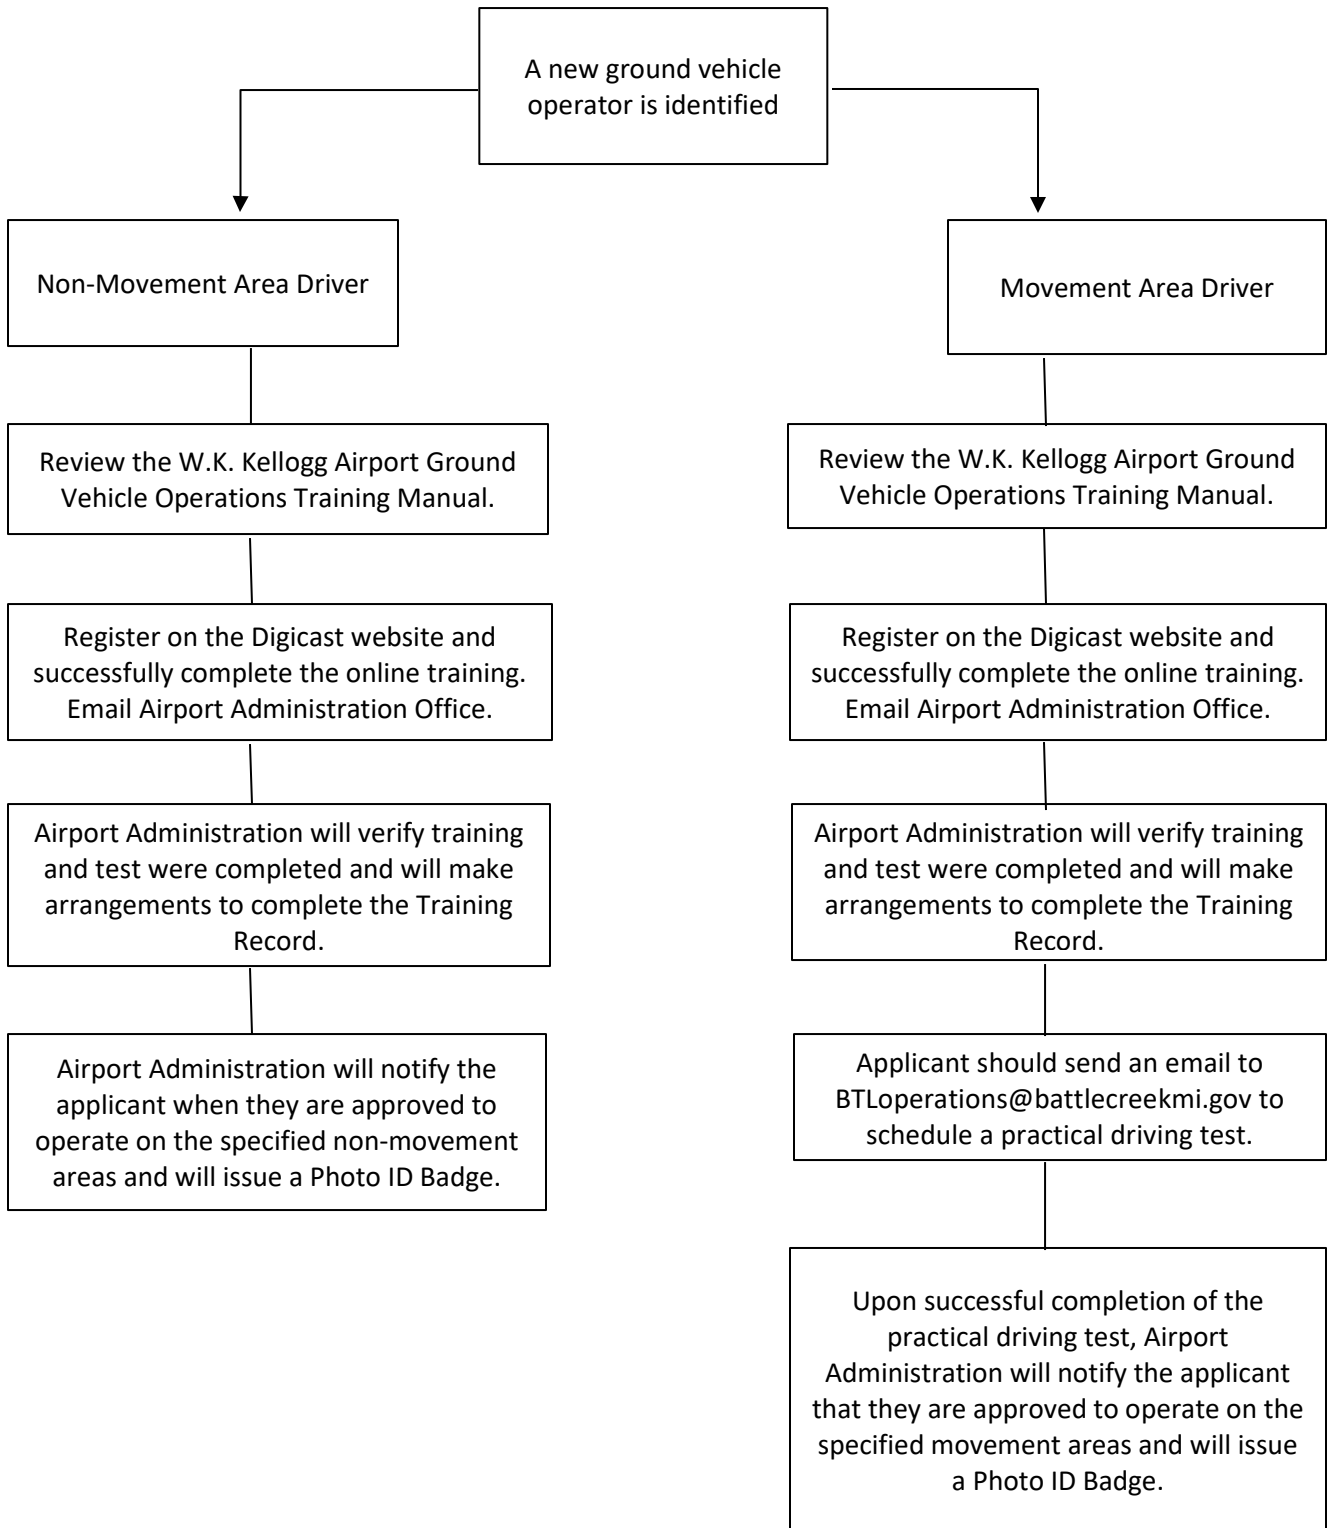 A new ground vehicle
operator is identified
Non-Movement Area Driver
Movement Area Driver
Review the W.K. Kellogg Airport Ground
Vehicle Operations Training Manual.
Review the W.K. Kellogg Airport Ground
Vehicle Operations Training Manual.
Register on the Digicast website and
successfully complete the online training.
Email Airport Administration Office.
Register on the Digicast website and
successfully complete the online training.
Email Airport Administration Office.
Airport Administration will verify training
and test were completed and will make
arrangements to complete the Training
Record.
Airport Administration will verify training
and test were completed and will make
arrangements to complete the Training
Record.
Airport Administration will notify the
applicant when they are approved to
operate on the specified non-movement
areas and will issue a Photo ID Badge.
Applicant should send an email to
BTLoperations@battlecreekmi.gov to
schedule a practical driving test.
Upon successful completion of the
practical driving test, Airport
Administration will notify the applicant
that they are approved to operate on the
specified movement areas and will issue
a Photo ID Badge.